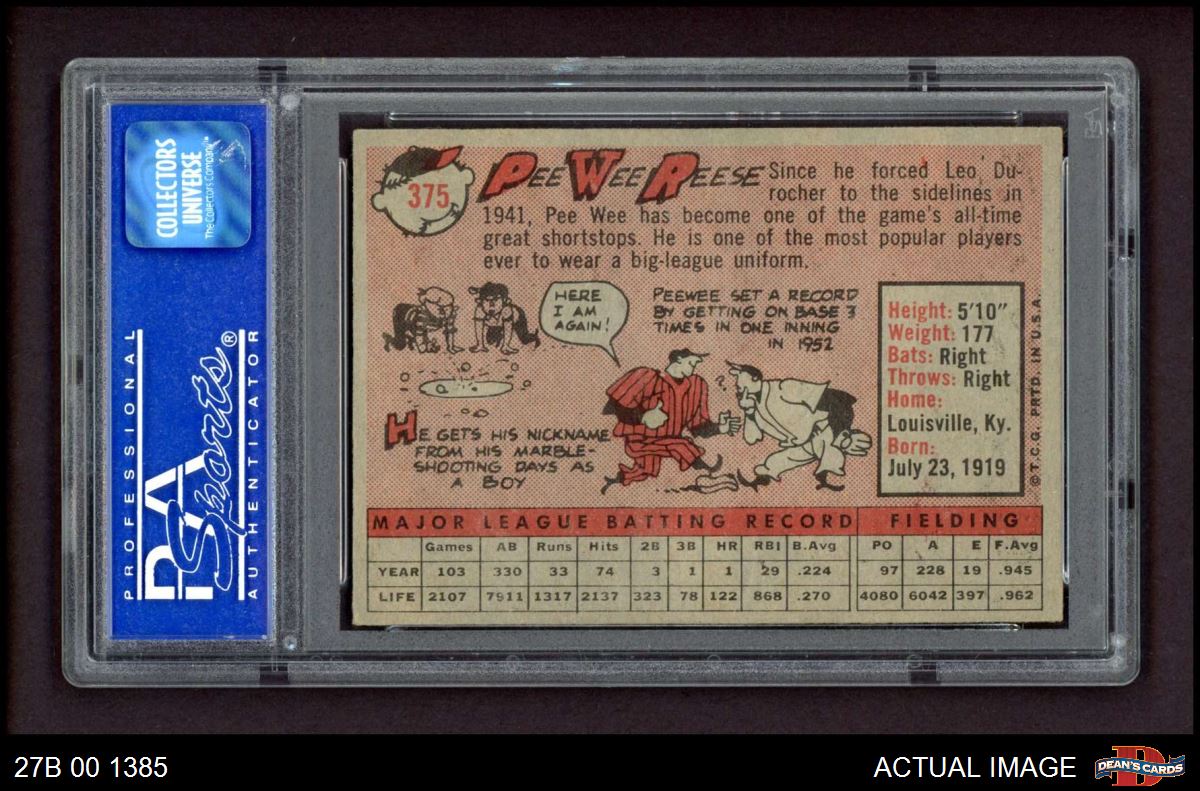 COLLECTORS
UNIVERSE
The Collectors Company™
PROFESSIONAL
PSA
Sports®
AUTHENTICATOR
375
PEE WEE REESE
Since he forced Leo Du-
rocher to the sidelines in
1941, Pee Wee has become one of the game's all-time
great shortstops. He is one of the most popular players
ever to wear a big-league uniform.
HERE
I AM
AGAIN!
PEEWEE SET A RECORD
BY GETTING ON BASE 3
TIMES IN ONE INNING
IN 1952
?
HE GETS HIS NICKNAME
FROM HIS MARBLE-
SHOOTING DAYS AS
A BOY
Height: 5'10"
Weight: 177
Bats: Right
Throws: Right
Home:
Louisville, Ky.
Born:
July 23, 1919
© T.C.G. PRTD. IN U.S.A.
MAJOR LEAGUE BATTING RECORD FIELDING
Games AB Runs Hits 2B 3B HR RBI B.Avg PO A E F.Avg
YEAR 103 330 33 74 3 1 1 29 .224 97 228 19 .945
LIFE 2107 7911 1317 2137 323 78 122 868 .270 4080 6042 397 .962
27B 00 1385
ACTUAL IMAGE
DEAN'S CARDS